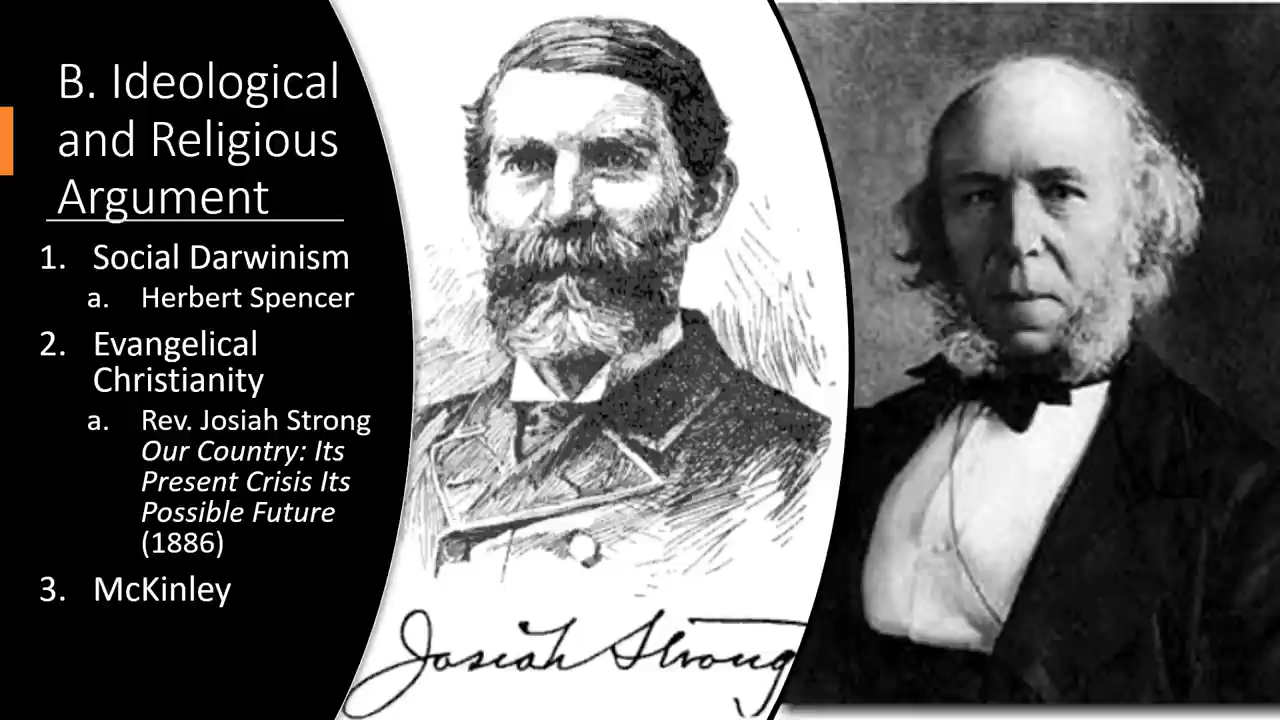 B. Ideological
and Religious
Argument
1. Social Darwinism
a. Herbert Spencer
2. Evangelical
Christianity
a. Rev. Josiah Strong
Our Country: Its
Present Crisis Its
Possible Future
(1886)
3. McKinley
Josiah Strong